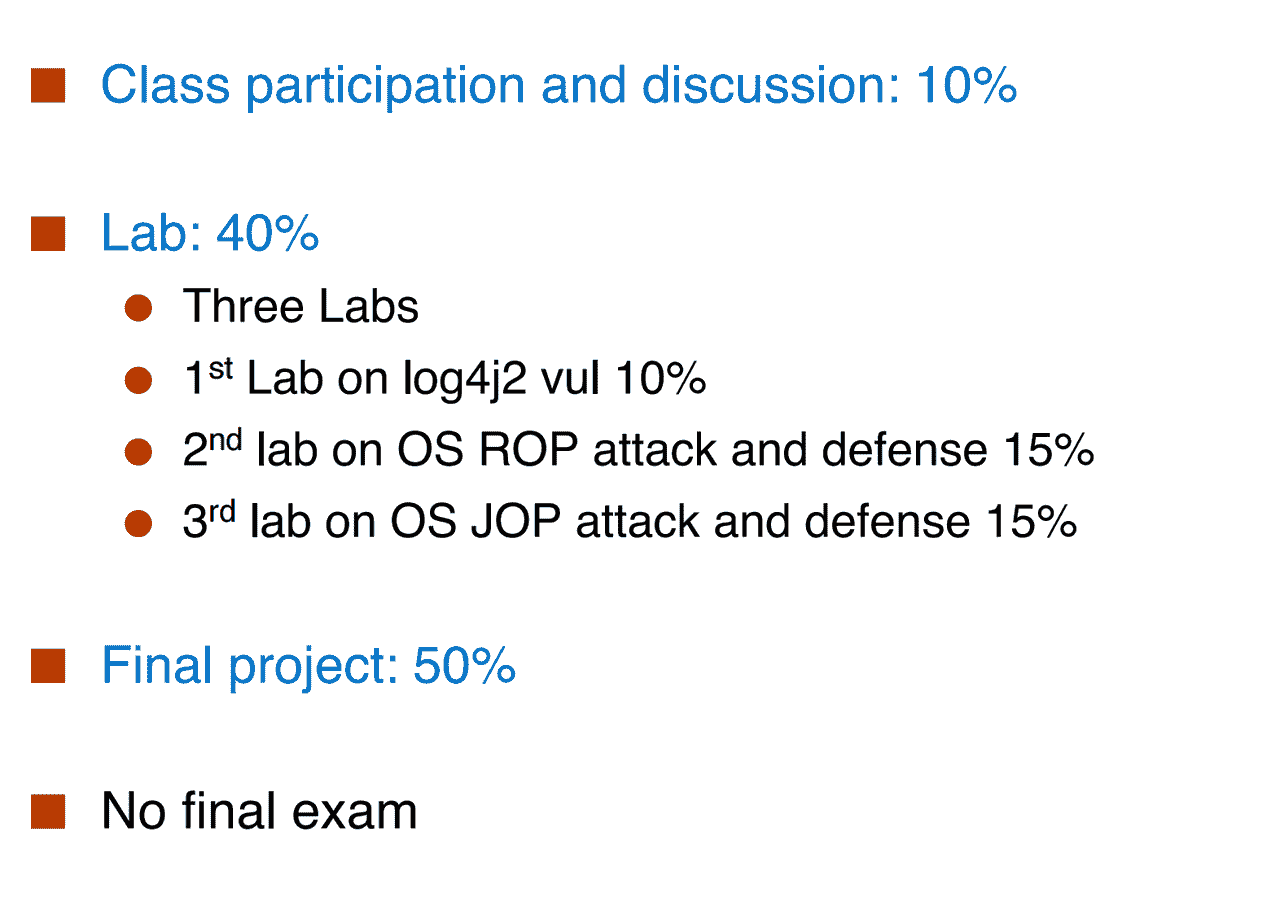 Class participation and discussion: 10%
Lab: 40%
Three Labs
1st Lab on log4j2 vul 10%
2nd lab on OS ROP attack and defense 15%
3rd lab on OS JOP attack and defense 15%
Final project: 50%
No final exam